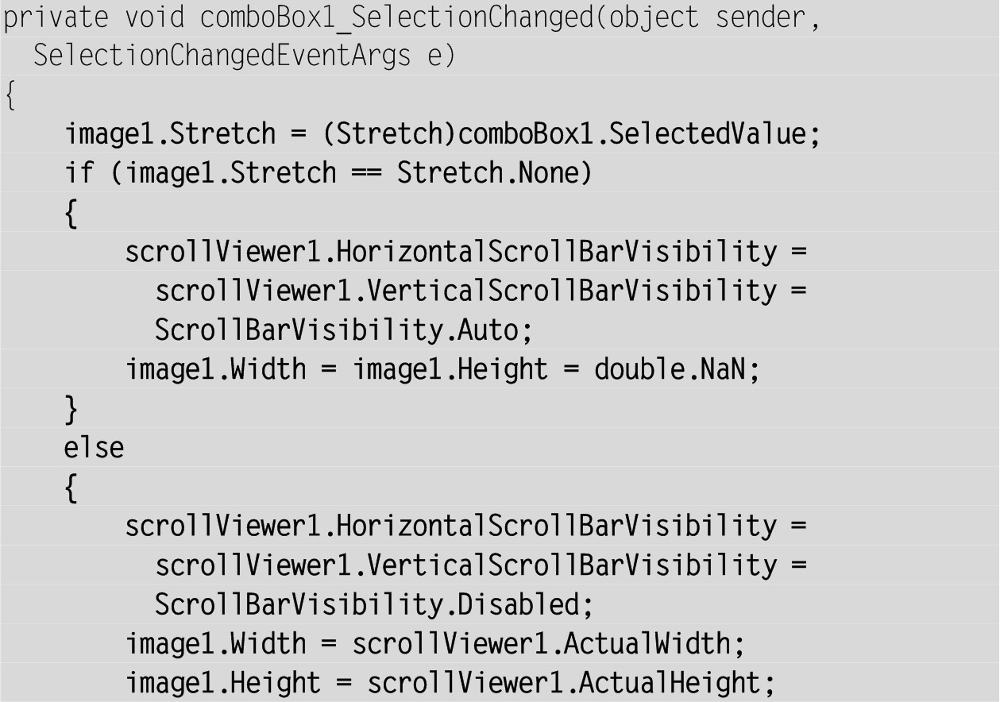 private void comboBox1_SelectionChanged(object sender,
  SelectionChangedEventArgs e)
{
    image1.Stretch = (Stretch)comboBox1.SelectedValue;
    if (image1.Stretch == Stretch.None)
    {
        scrollViewer1.HorizontalScrollBarVisibility =
          scrollViewer1.VerticalScrollBarVisibility =
          ScrollBarVisibility.Auto;
        image1.Width = image1.Height = double.NaN;
    }
    else
    {
        scrollViewer1.HorizontalScrollBarVisibility =
          scrollViewer1.VerticalScrollBarVisibility =
          ScrollBarVisibility.Disabled;
        image1.Width = scrollViewer1.ActualWidth;
        image1.Height = scrollViewer1.ActualHeight;